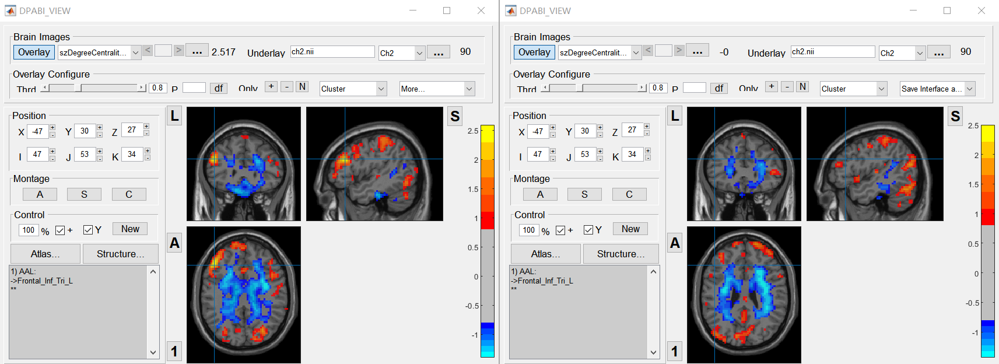 DPABI_VIEW
Brain Images
Overlay szDegreeCentralit... < > ... 2.517 Underlay ch2.nii Ch2 ... 90
Overlay Configure
Thrd 0.8 P df Only + - N Cluster More...
Position
X -47 + - Y 30 + - Z 27 + -
I 47 + - J 53 + - K 34 + -
Montage
A S C
Control
100 % + Y New
Atlas... Structure...
1) AAL:
->Frontal_Inf_Tri_L
**
L
S
A
1
2.5
2
1.5
1
0.5
0
-0.5
-1
DPABI_VIEW
Brain Images
Overlay szDegreeCentralit... < > ... -0 Underlay ch2.nii Ch2 ... 90
Overlay Configure
Thrd 0.8 P df Only + - N Cluster Save Interface a...
Position
X -47 + - Y 30 + - Z 27 + -
I 47 + - J 53 + - K 34 + -
Montage
A S C
Control
100 % + Y New
Atlas... Structure...
1) AAL:
->Frontal_Inf_Tri_L
**
L
S
A
1
2.5
2
1.5
1
0.5
0
-0.5
-1